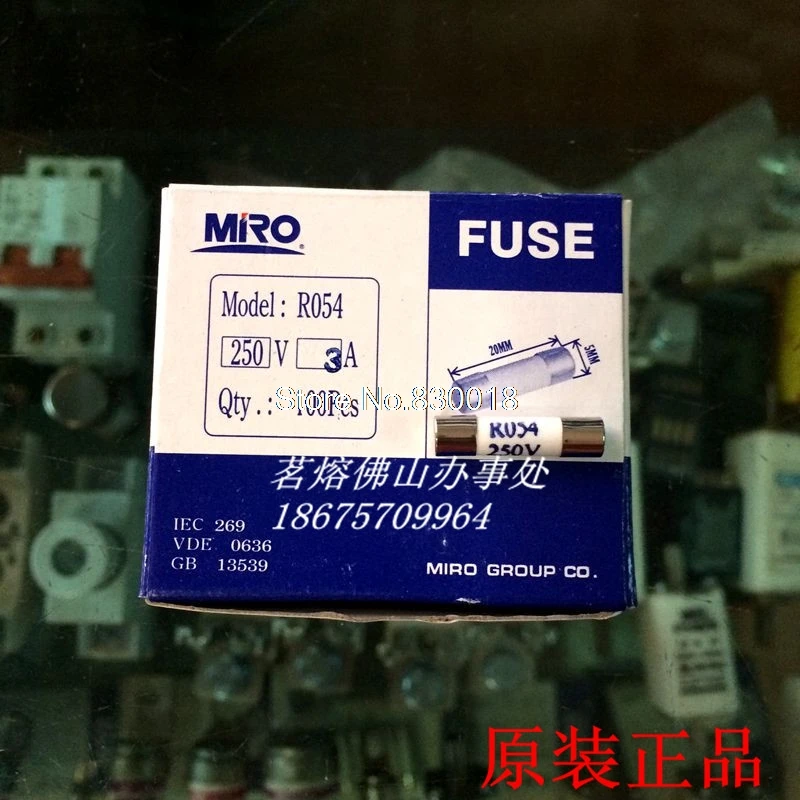 MIRO
®
FUSE
Model: R054
250 V 3 A
Qty.: 100Pcs
Store No.830018
20MM
5MM
R054
250V
茗熔佛山办事处
18675709964
IEC 269
VDE 0636
GB 13539
MIRO GROUP CO.
原装正品